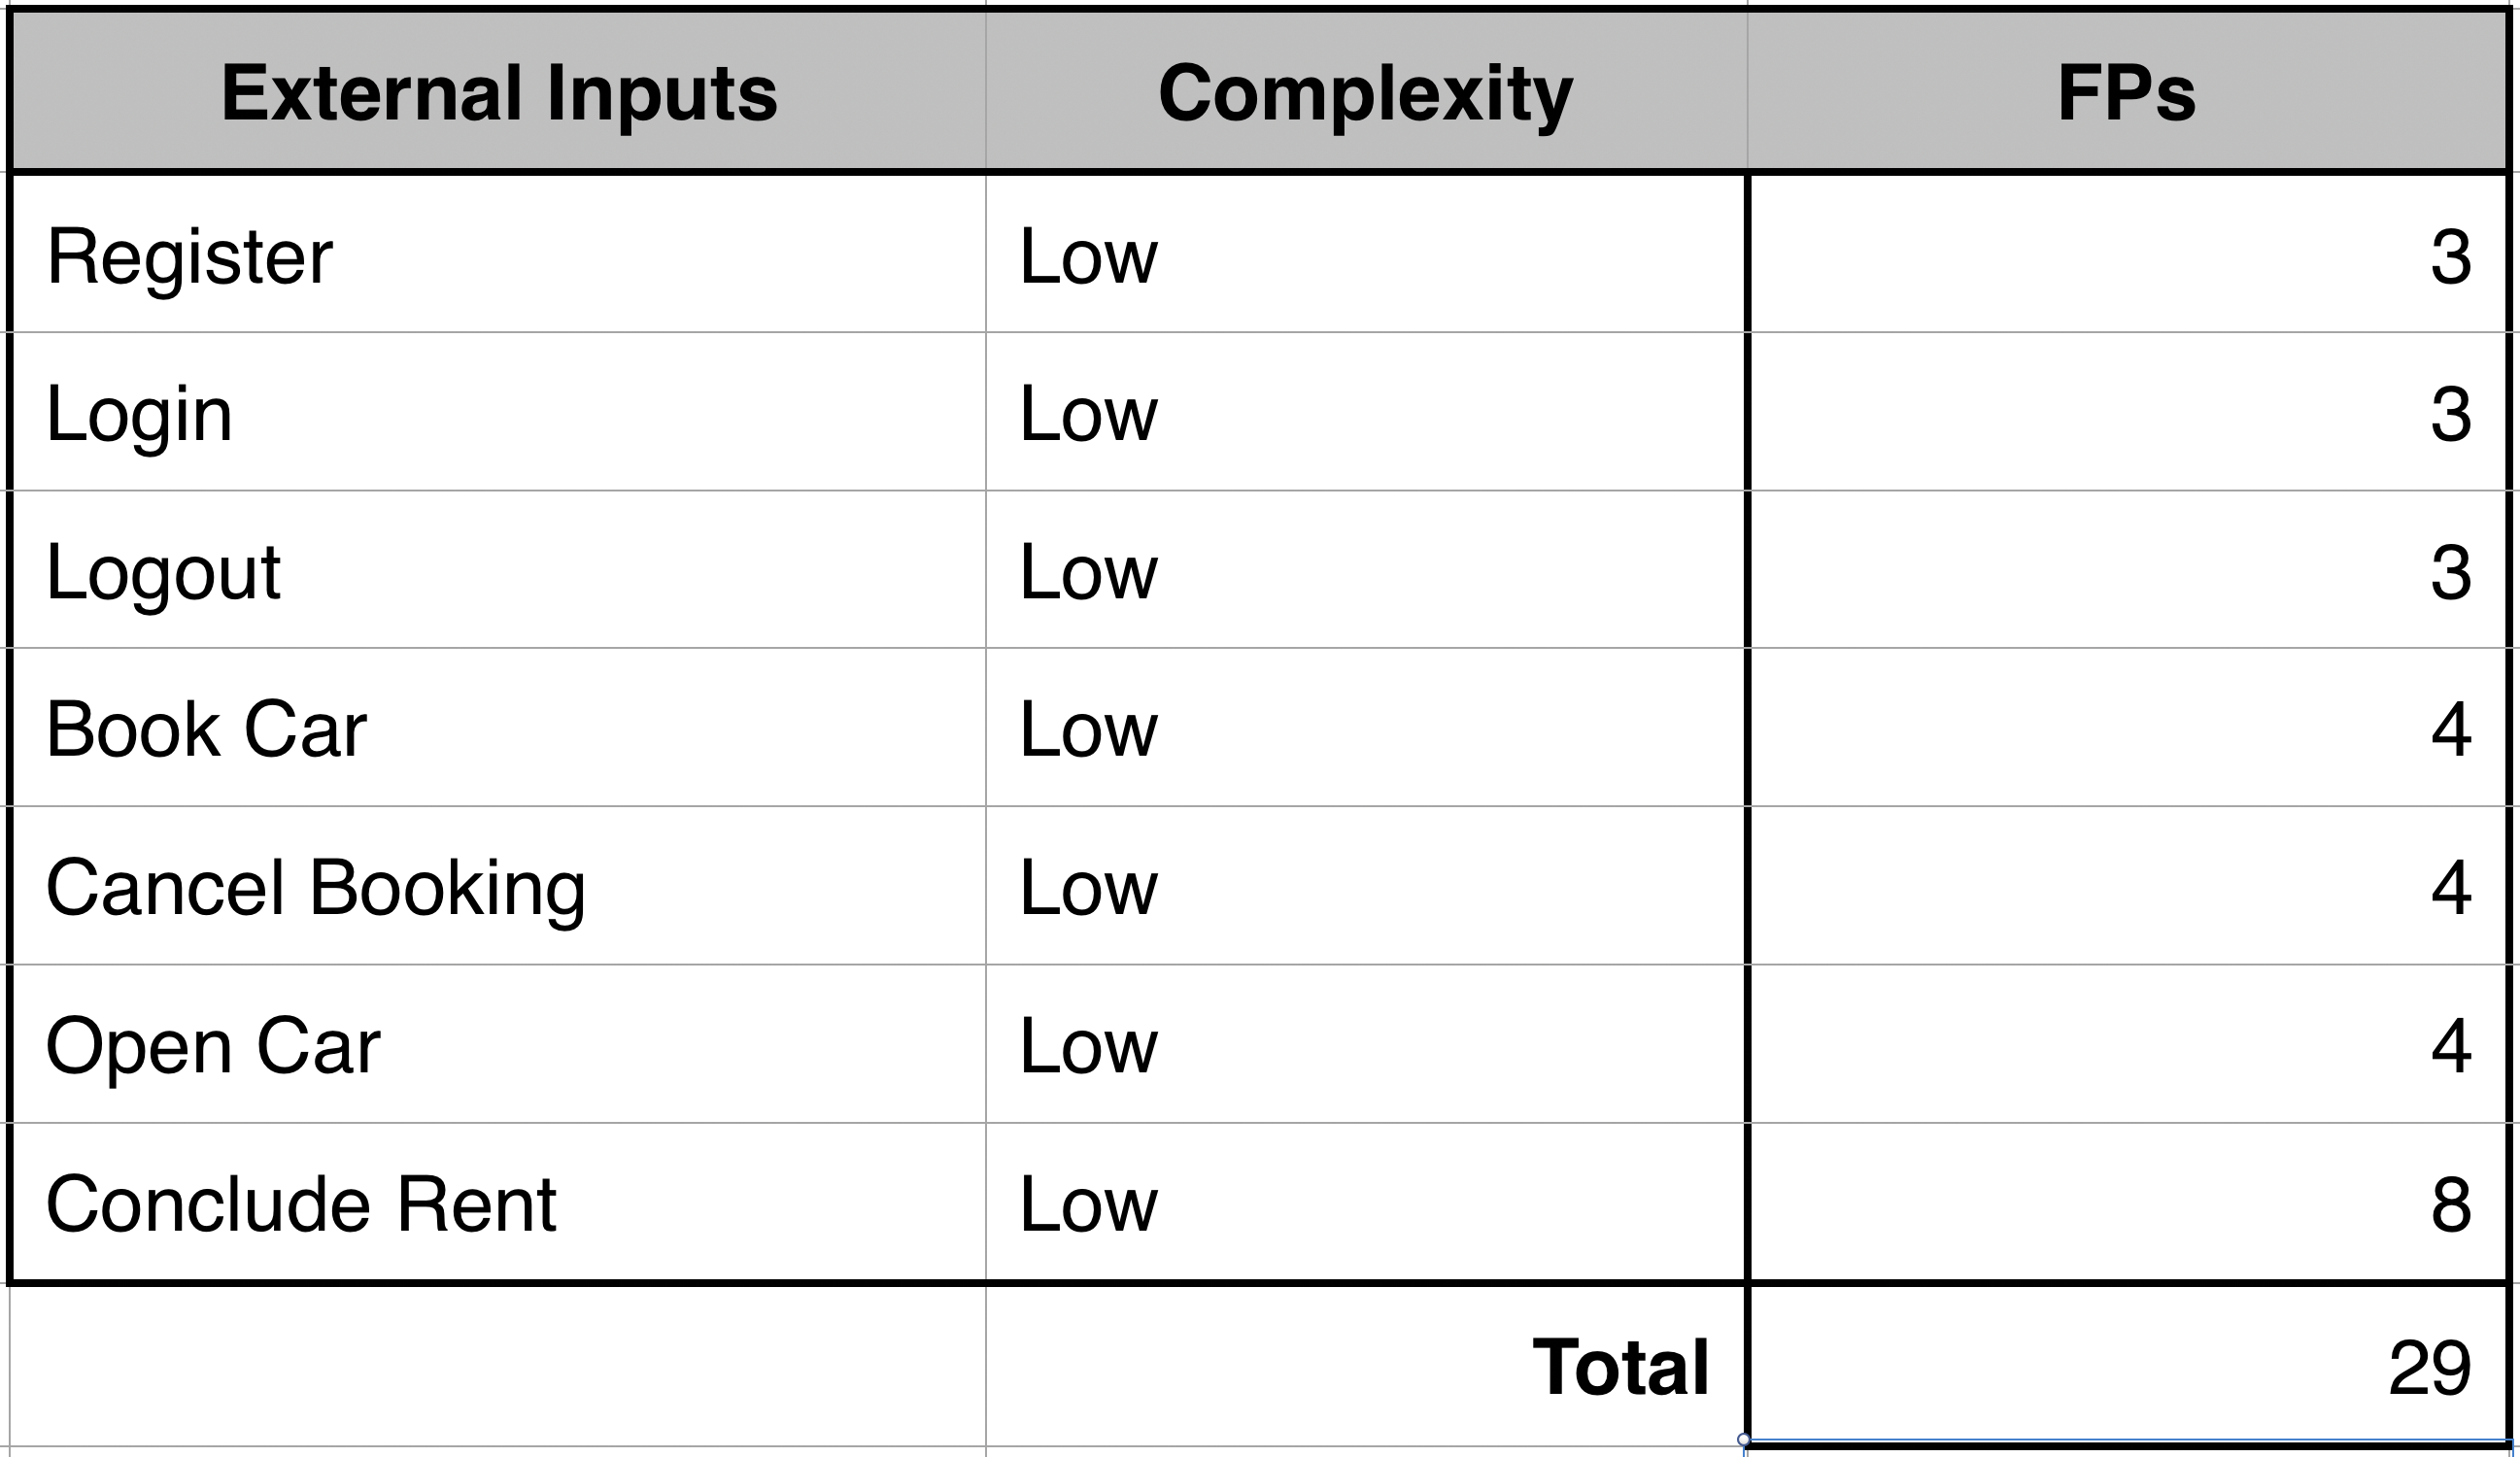 External Inputs Complexity FPs
Register Low 3
Login Low 3
Logout Low 3
Book Car Low 4
Cancel Booking Low 4
Open Car Low 4
Conclude Rent Low 8
Total 29